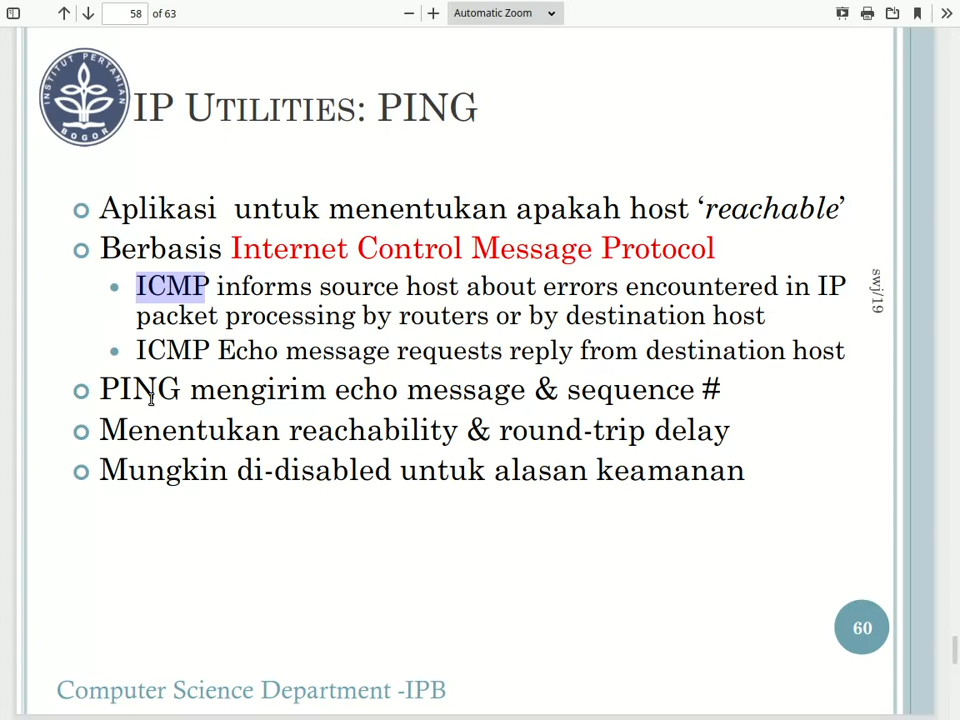 58 of 63
Automatic Zoom
INSTITUT PERTANIAN
BOGOR
IP UTILITIES: PING
Aplikasi untuk menentukan apakah host ‘reachable’
Berbasis Internet Control Message Protocol
ICMP informs source host about errors encountered in IP
packet processing by routers or by destination host
ICMP Echo message requests reply from destination host
PING mengirim echo message & sequence #
Menentukan reachability & round-trip delay
Mungkin di-disabled untuk alasan keamanan
swj/19
60
Computer Science Department -IPB